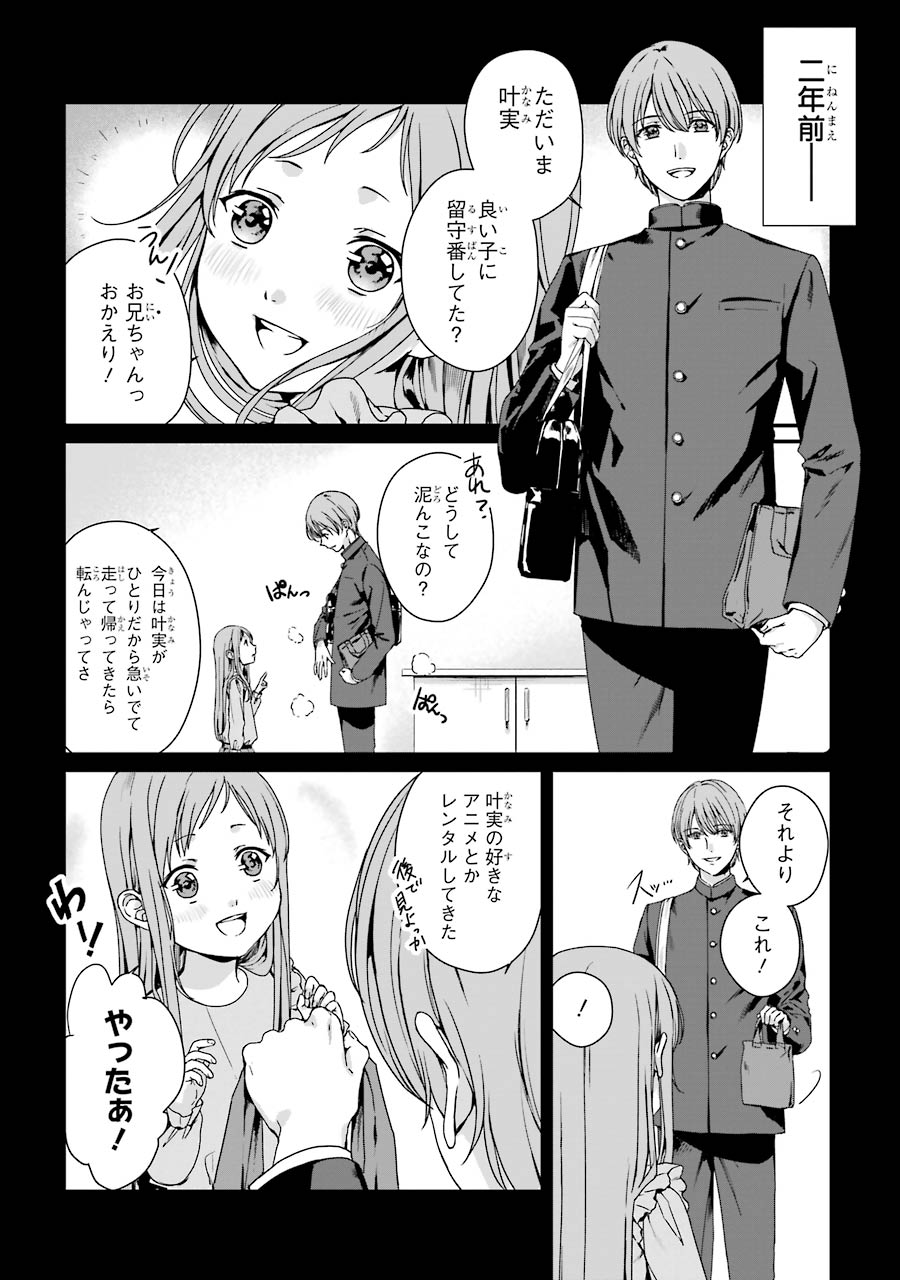 二年前――
ただいま
叶実
良い子に
留守番してた？
うんっ
お兄ちゃんっ
おかえり！
あれ？
どうして
泥んこなの？
ぱんっ
ぱんっ
今日は叶実が
ひとりだから急いでて
走って帰ってきたら
転んじゃってさ
それより
これ！
スッ…
！
叶実の好きな
アニメとか
レンタルしてきた
後で見よっか
わ！！
やったぁ！